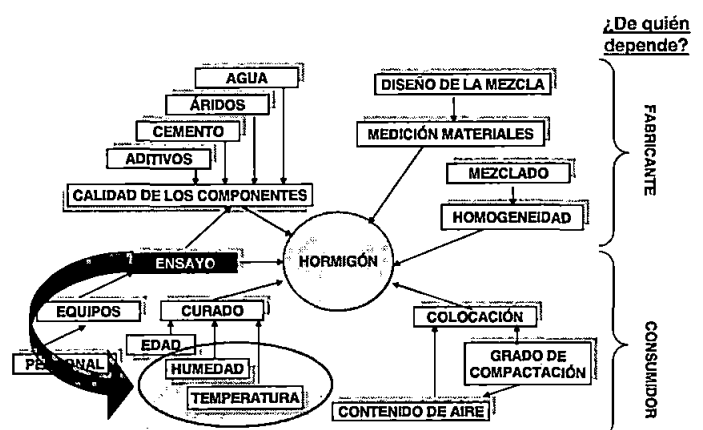 ¿De quién
depende?
AGUA
ÁRIDOS
CEMENTO
ADITIVOS
CALIDAD DE LOS COMPONENTES
DISEÑO DE LA MEZCLA
MEDICIÓN MATERIALES
MEZCLADO
HOMOGENEIDAD
FABRICANTE
HORMIGÓN
ENSAYO
EQUIPOS
CURADO
EDAD
PERSONAL
HUMEDAD
TEMPERATURA
COLOCACIÓN
GRADO DE
COMPACTACIÓN
CONTENIDO DE AIRE
CONSUMIDOR